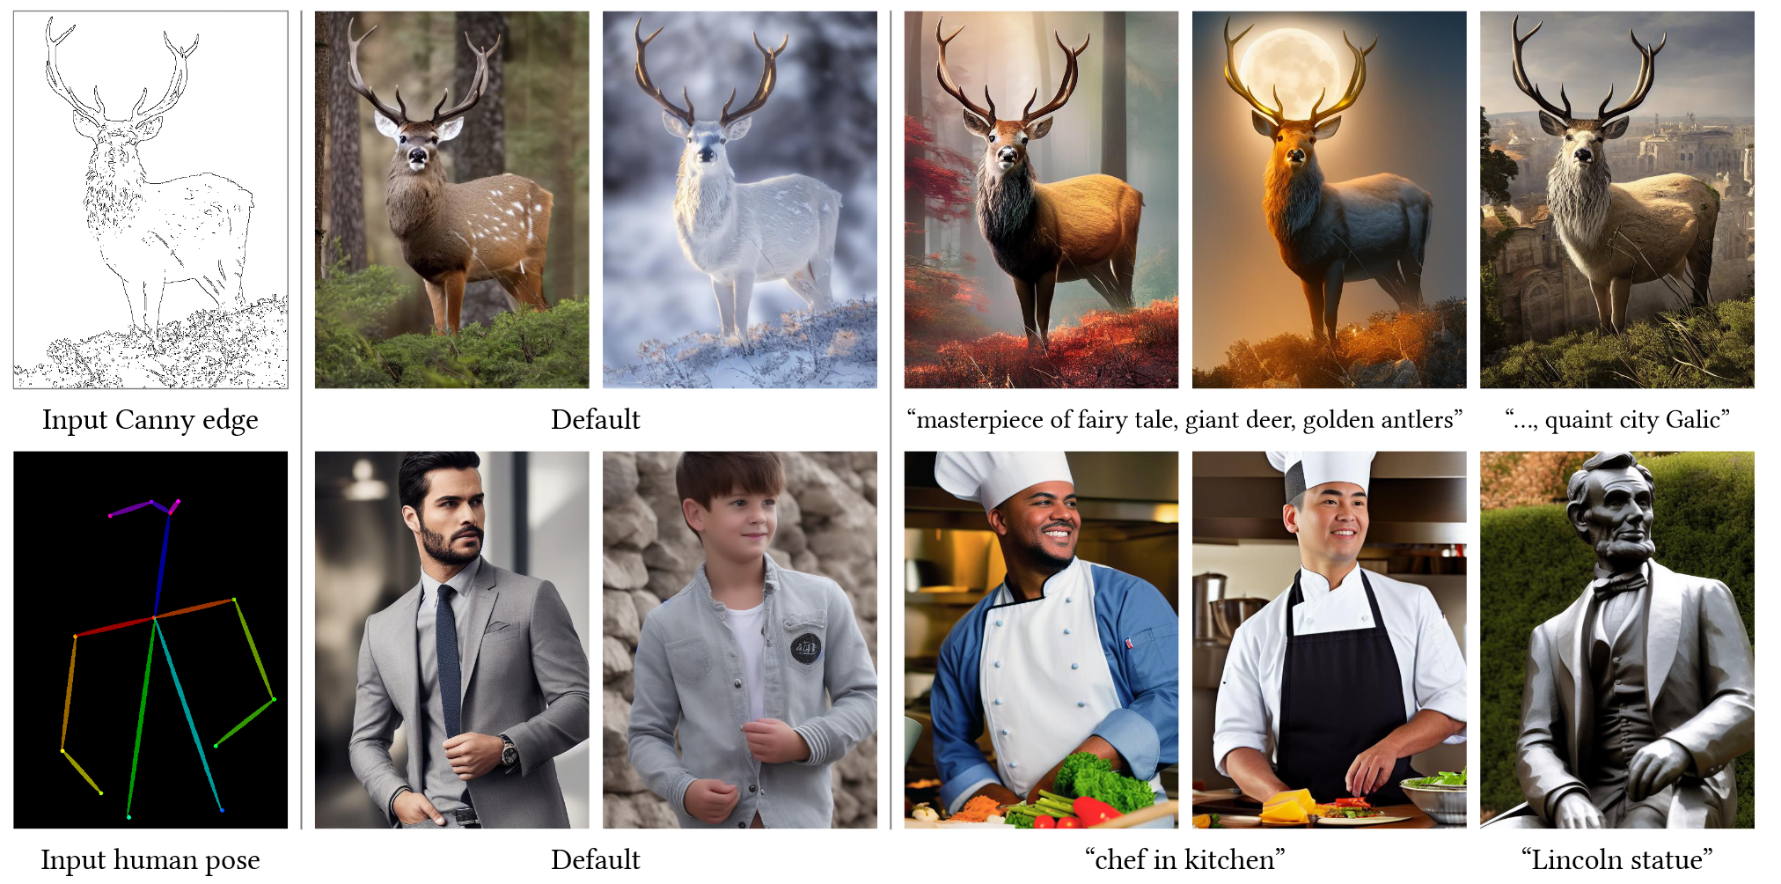 Input Canny edge
Default
“masterpiece of fairy tale, giant deer, golden antlers”
“..., quaint city Galic”
Input human pose
Default
“chef in kitchen”
“Lincoln statue”